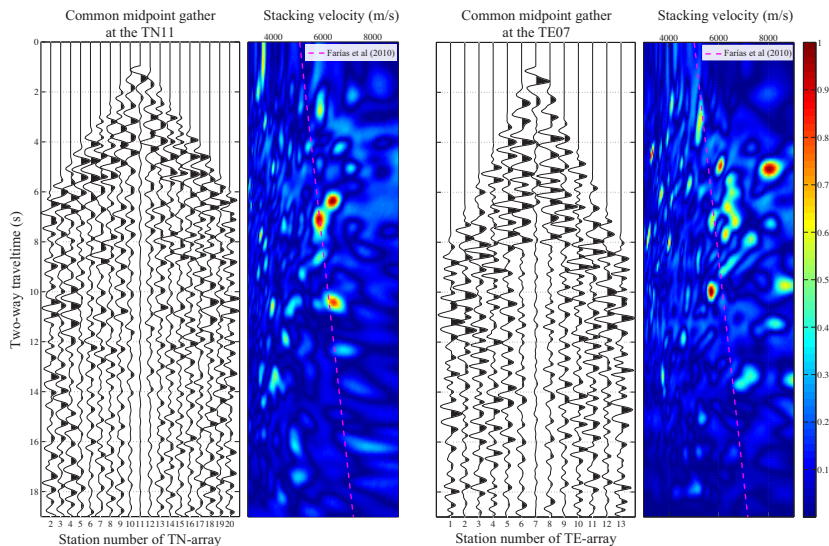 Common midpoint gather
at the TN11
Stacking velocity (m/s)
4000 6000 8000
Farías et al (2010)
Common midpoint gather
at the TE07
Stacking velocity (m/s)
4000 6000 8000
Farías et al (2010)
Two-way traveltime (s)
0
2
4
6
8
10
12
14
16
18
1
0.9
0.8
0.7
0.6
0.5
0.4
0.3
0.2
0.1
2 3 4 5 6 7 8 9 10 11 12 13 14 15 16 17 18 19 20
Station number of TN-array
1 2 3 4 5 6 7 8 9 10 11 12 13
Station number of TE-array